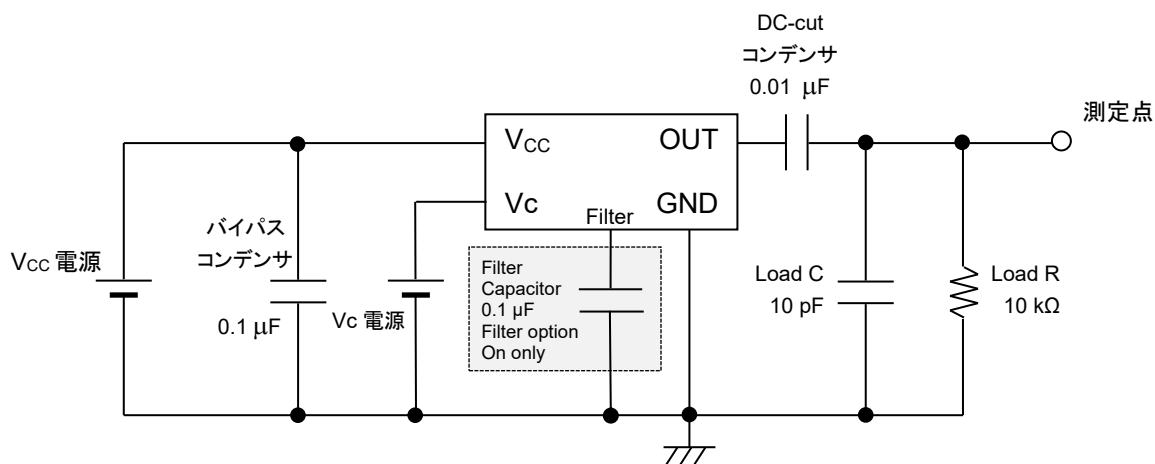 DC-cut
コンデンサ
0.01 μF
測定点
VCC OUT
Vc GND
Filter
バイパス
コンデンサ
VCC 電源
0.1 μF
Vc 電源
Filter
Capacitor
0.1 μF
Filter option
On only
Load C
10 pF
Load R
10 kΩ